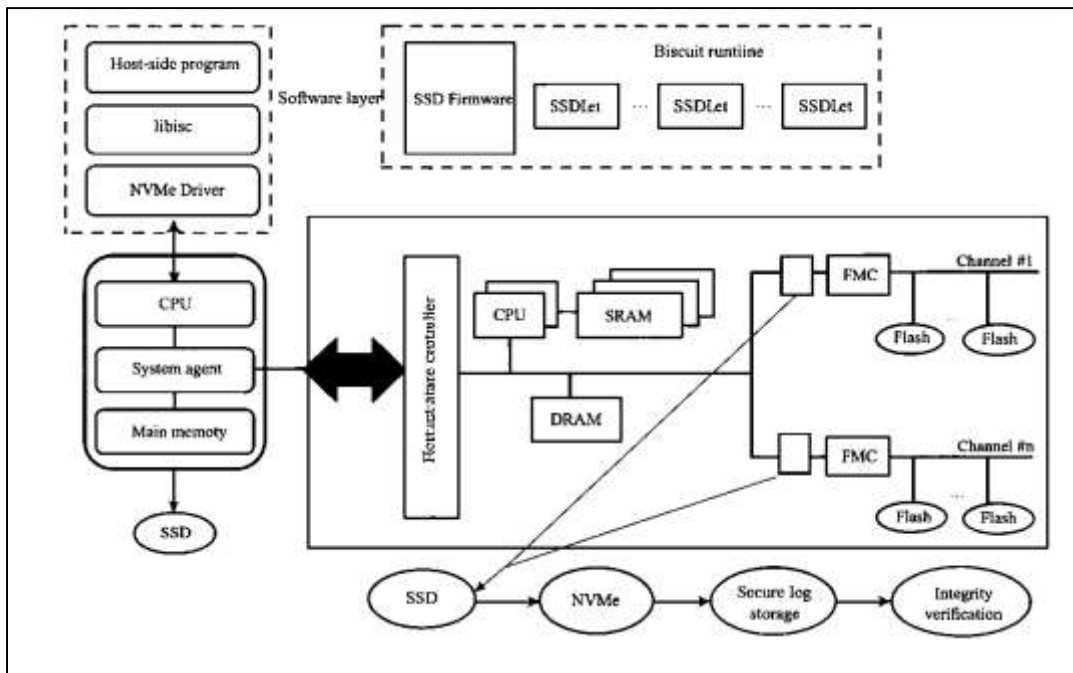 Host-side program
libisc
NVMe Driver
Software layer
SSD Firmware
Biscuit runtiine
SSDLet
...
SSDLet
...
SSDLet
CPU
System agent
Main memory
SSD
controller
CPU
SRAM
DRAM
FMC
Channel #1
...
Flash
Flash
FMC
Channel #n
...
Flash
Flash
SSD
NVMe
Secure log
storage
Integrity
verification